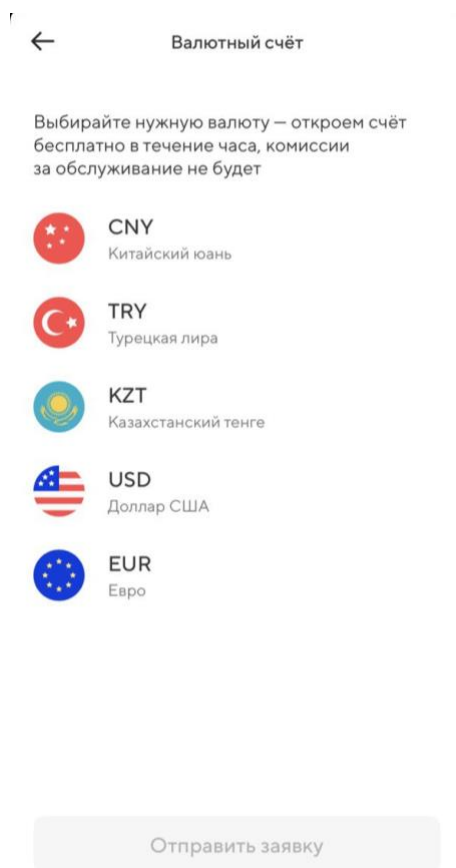 Валютный счёт
Выбирайте нужную валюту — откроем счёт
бесплатно в течение часа, комиссии
за обслуживание не будет
CNY
Китайский юань
TRY
Турецкая лира
KZT
Казахстанский тенге
USD
Доллар США
EUR
Евро
Отправить заявку